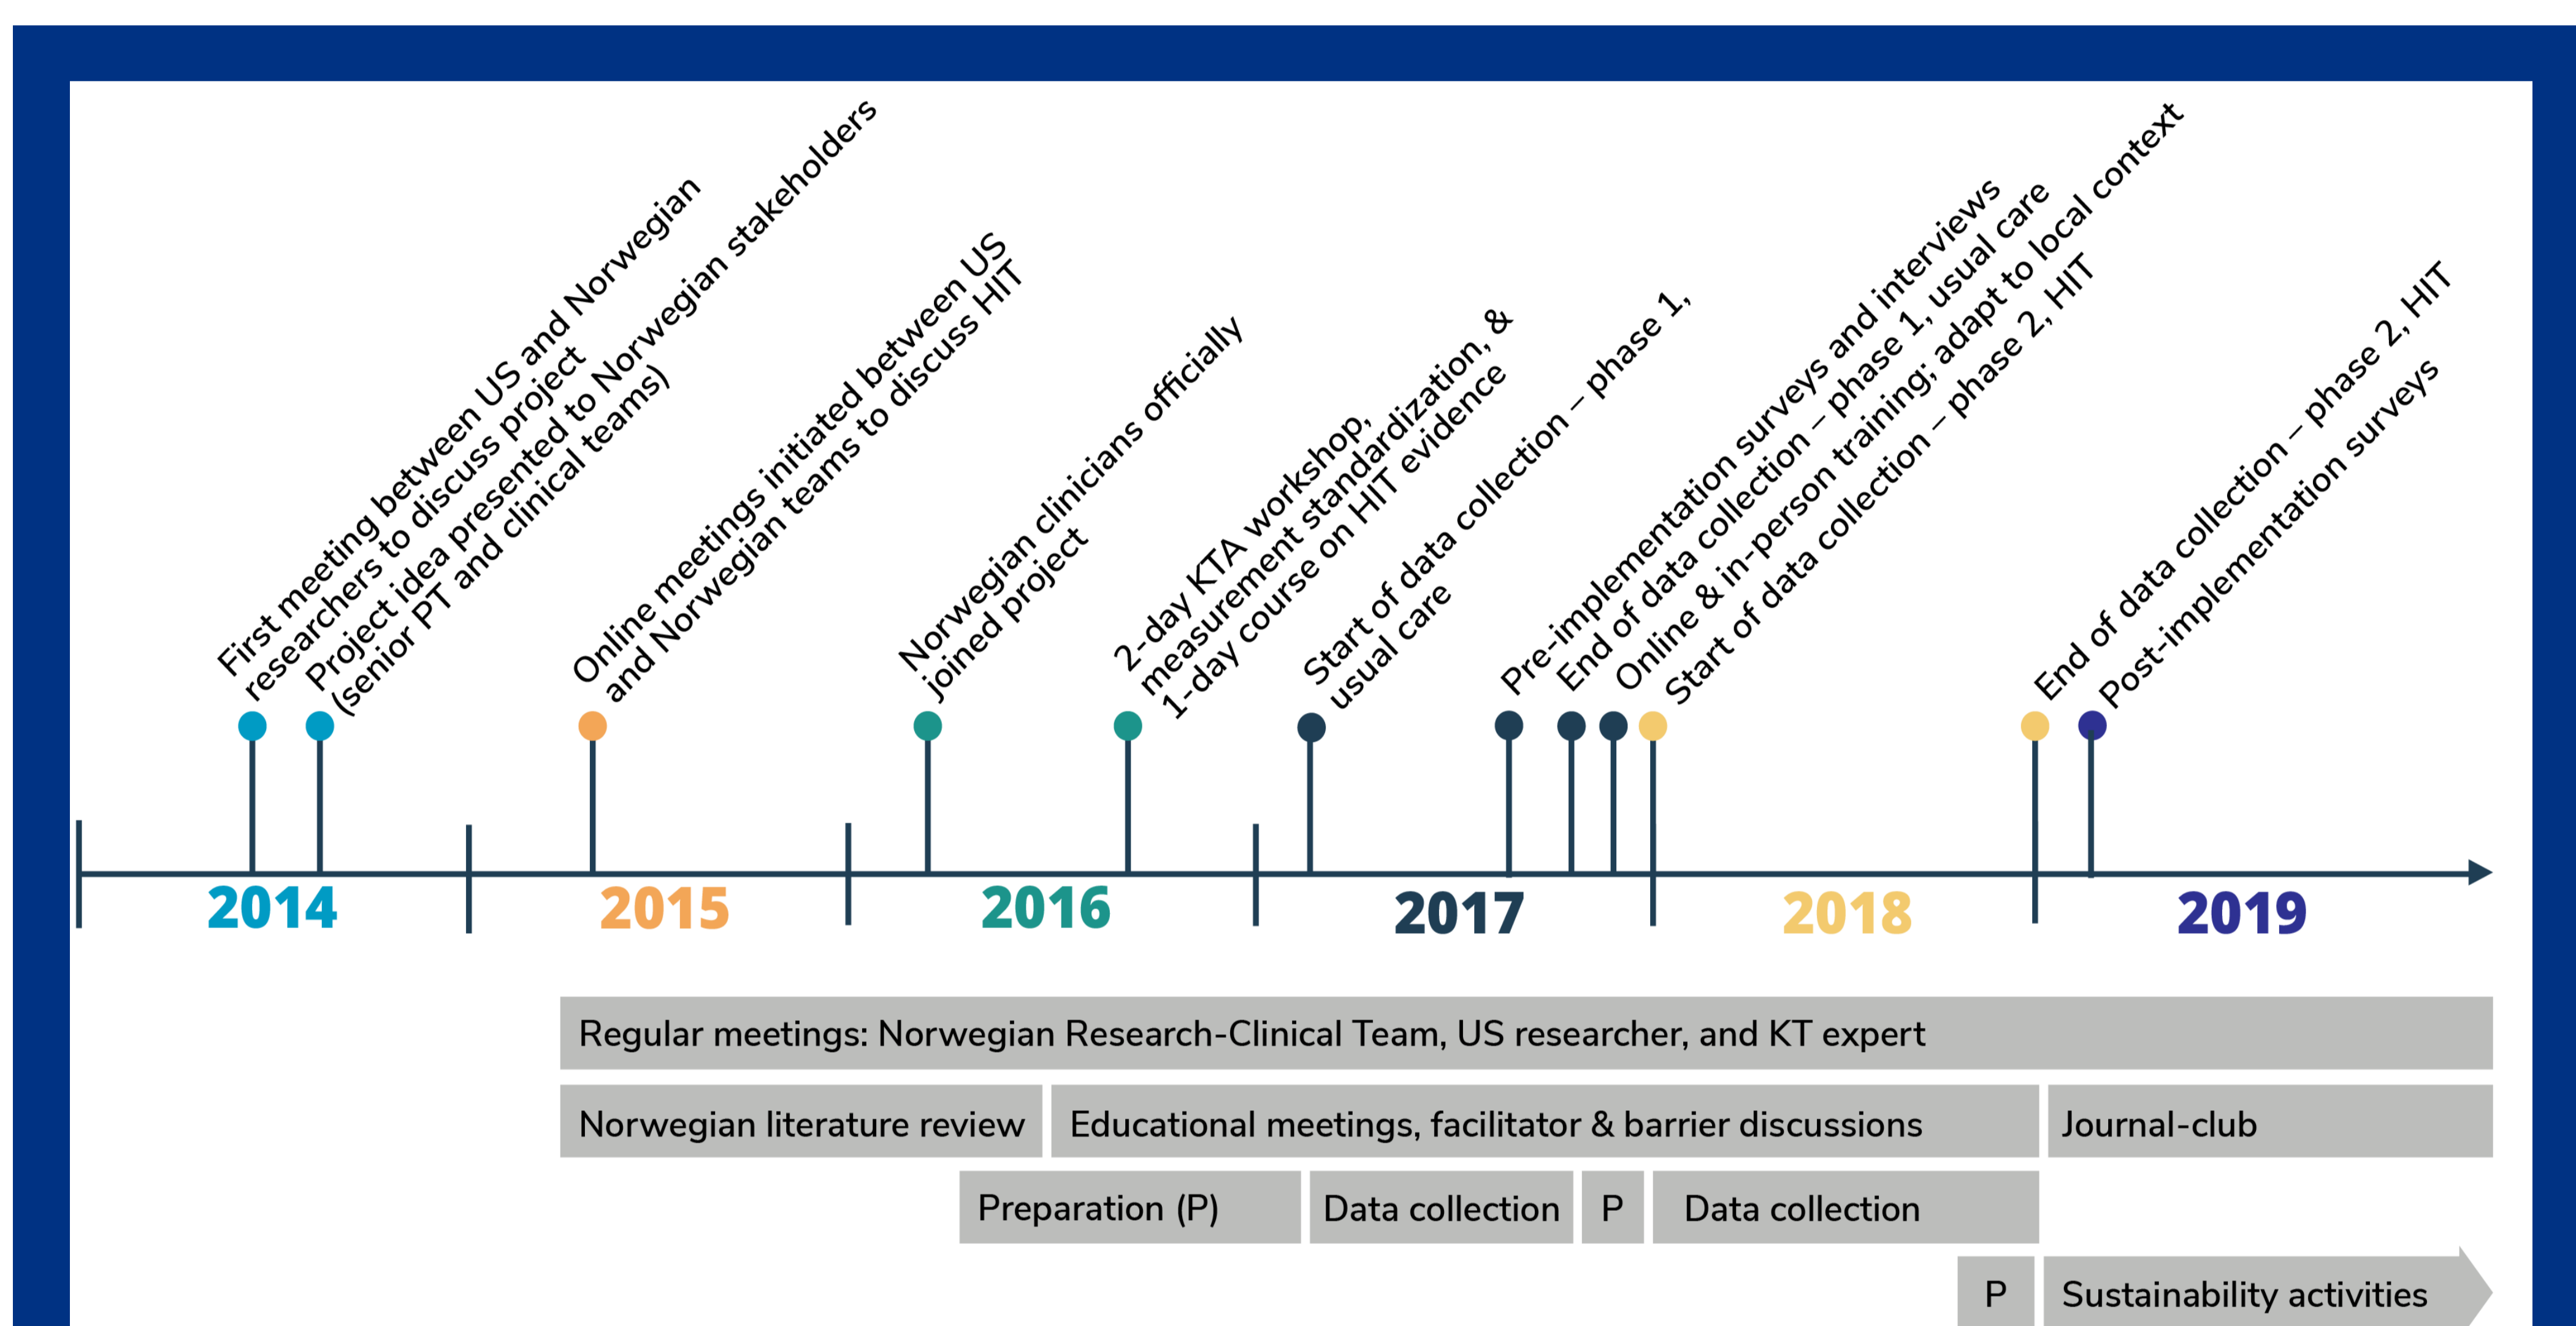 First meeting between US and Norwegian
researchers to discuss project
Project idea presented to Norwegian stakeholders
(senior PT and clinical teams)
Online meetings initiated between US
and Norwegian teams to discuss HIT
Norwegian clinicians officially
joined project
2-day KTA workshop,
measurement standardization, &
1-day course on HIT evidence
Start of data collection – phase 1,
usual care
Pre-implementation surveys and interviews
End of data collection – phase 1, usual care
Online & in-person training; adapt to local context
Start of data collection – phase 2, HIT
End of data collection – phase 2, HIT
Post-implementation surveys
2014 2015 2016 2017 2018 2019
Regular meetings: Norwegian Research-Clinical Team, US researcher, and KT expert
Norwegian literature review Educational meetings, facilitator & barrier discussions Journal-club
Preparation (P) Data collection P Data collection
P Sustainability activities